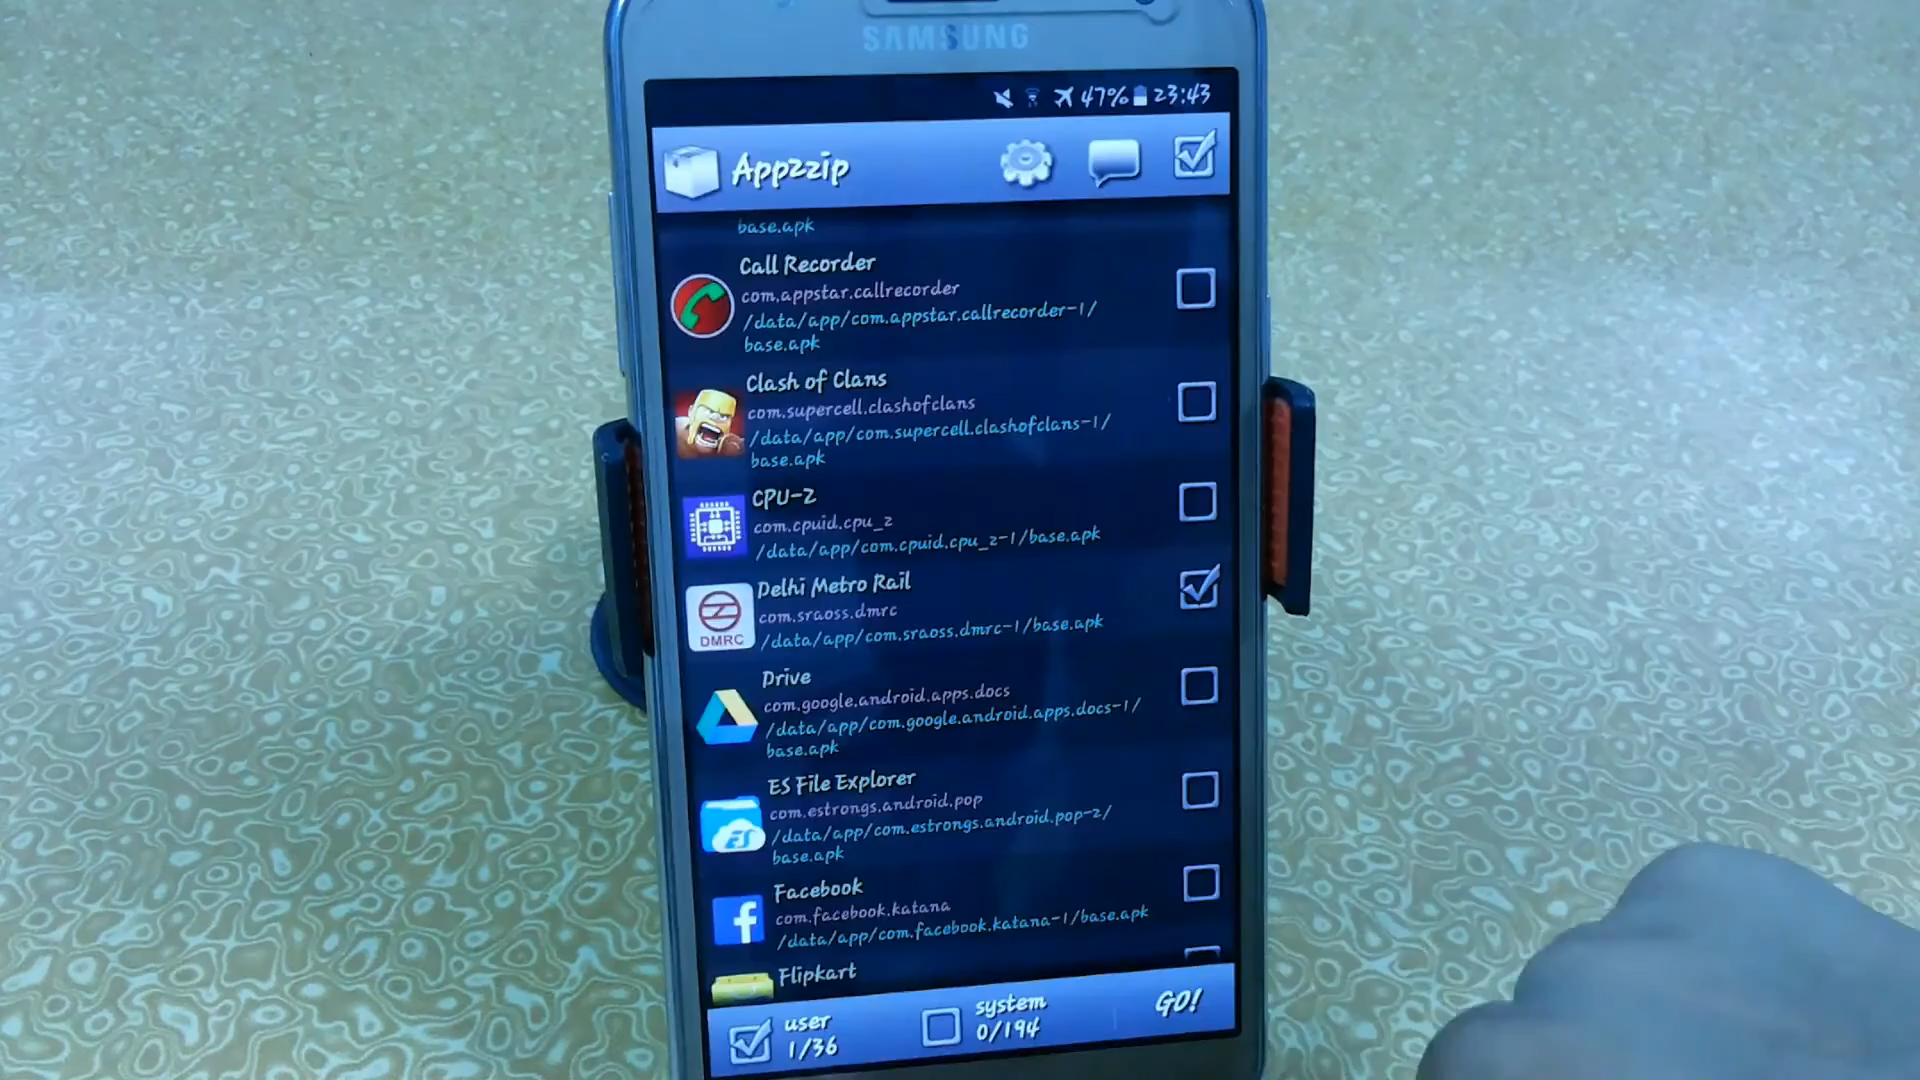 SAMSUNG
47% 23:43
Appzzip
base.apk
Call Recorder
com.appstar.callrecorder
/data/app/com.appstar.callrecorder-1/
base.apk
Clash of Clans
com.supercell.clashofclans
/data/app/com.supercell.clashofclans-1/
base.apk
CPU-Z
com.cpuid.cpu_z
/data/app/com.cpuid.cpu_z-1/base.apk
Delhi Metro Rail
com.sraoss.dmrc
/data/app/com.sraoss.dmrc-1/base.apk
DMRC
Drive
com.google.android.apps.docs
/data/app/com.google.android.apps.docs-1/
base.apk
ES File Explorer
com.estrongs.android.pop
/data/app/com.estrongs.android.pop-2/
base.apk
ES
Facebook
com.facebook.katana
/data/app/com.facebook.katana-1/base.apk
f
Flipkart
user
1/36
system
0/194
GO!